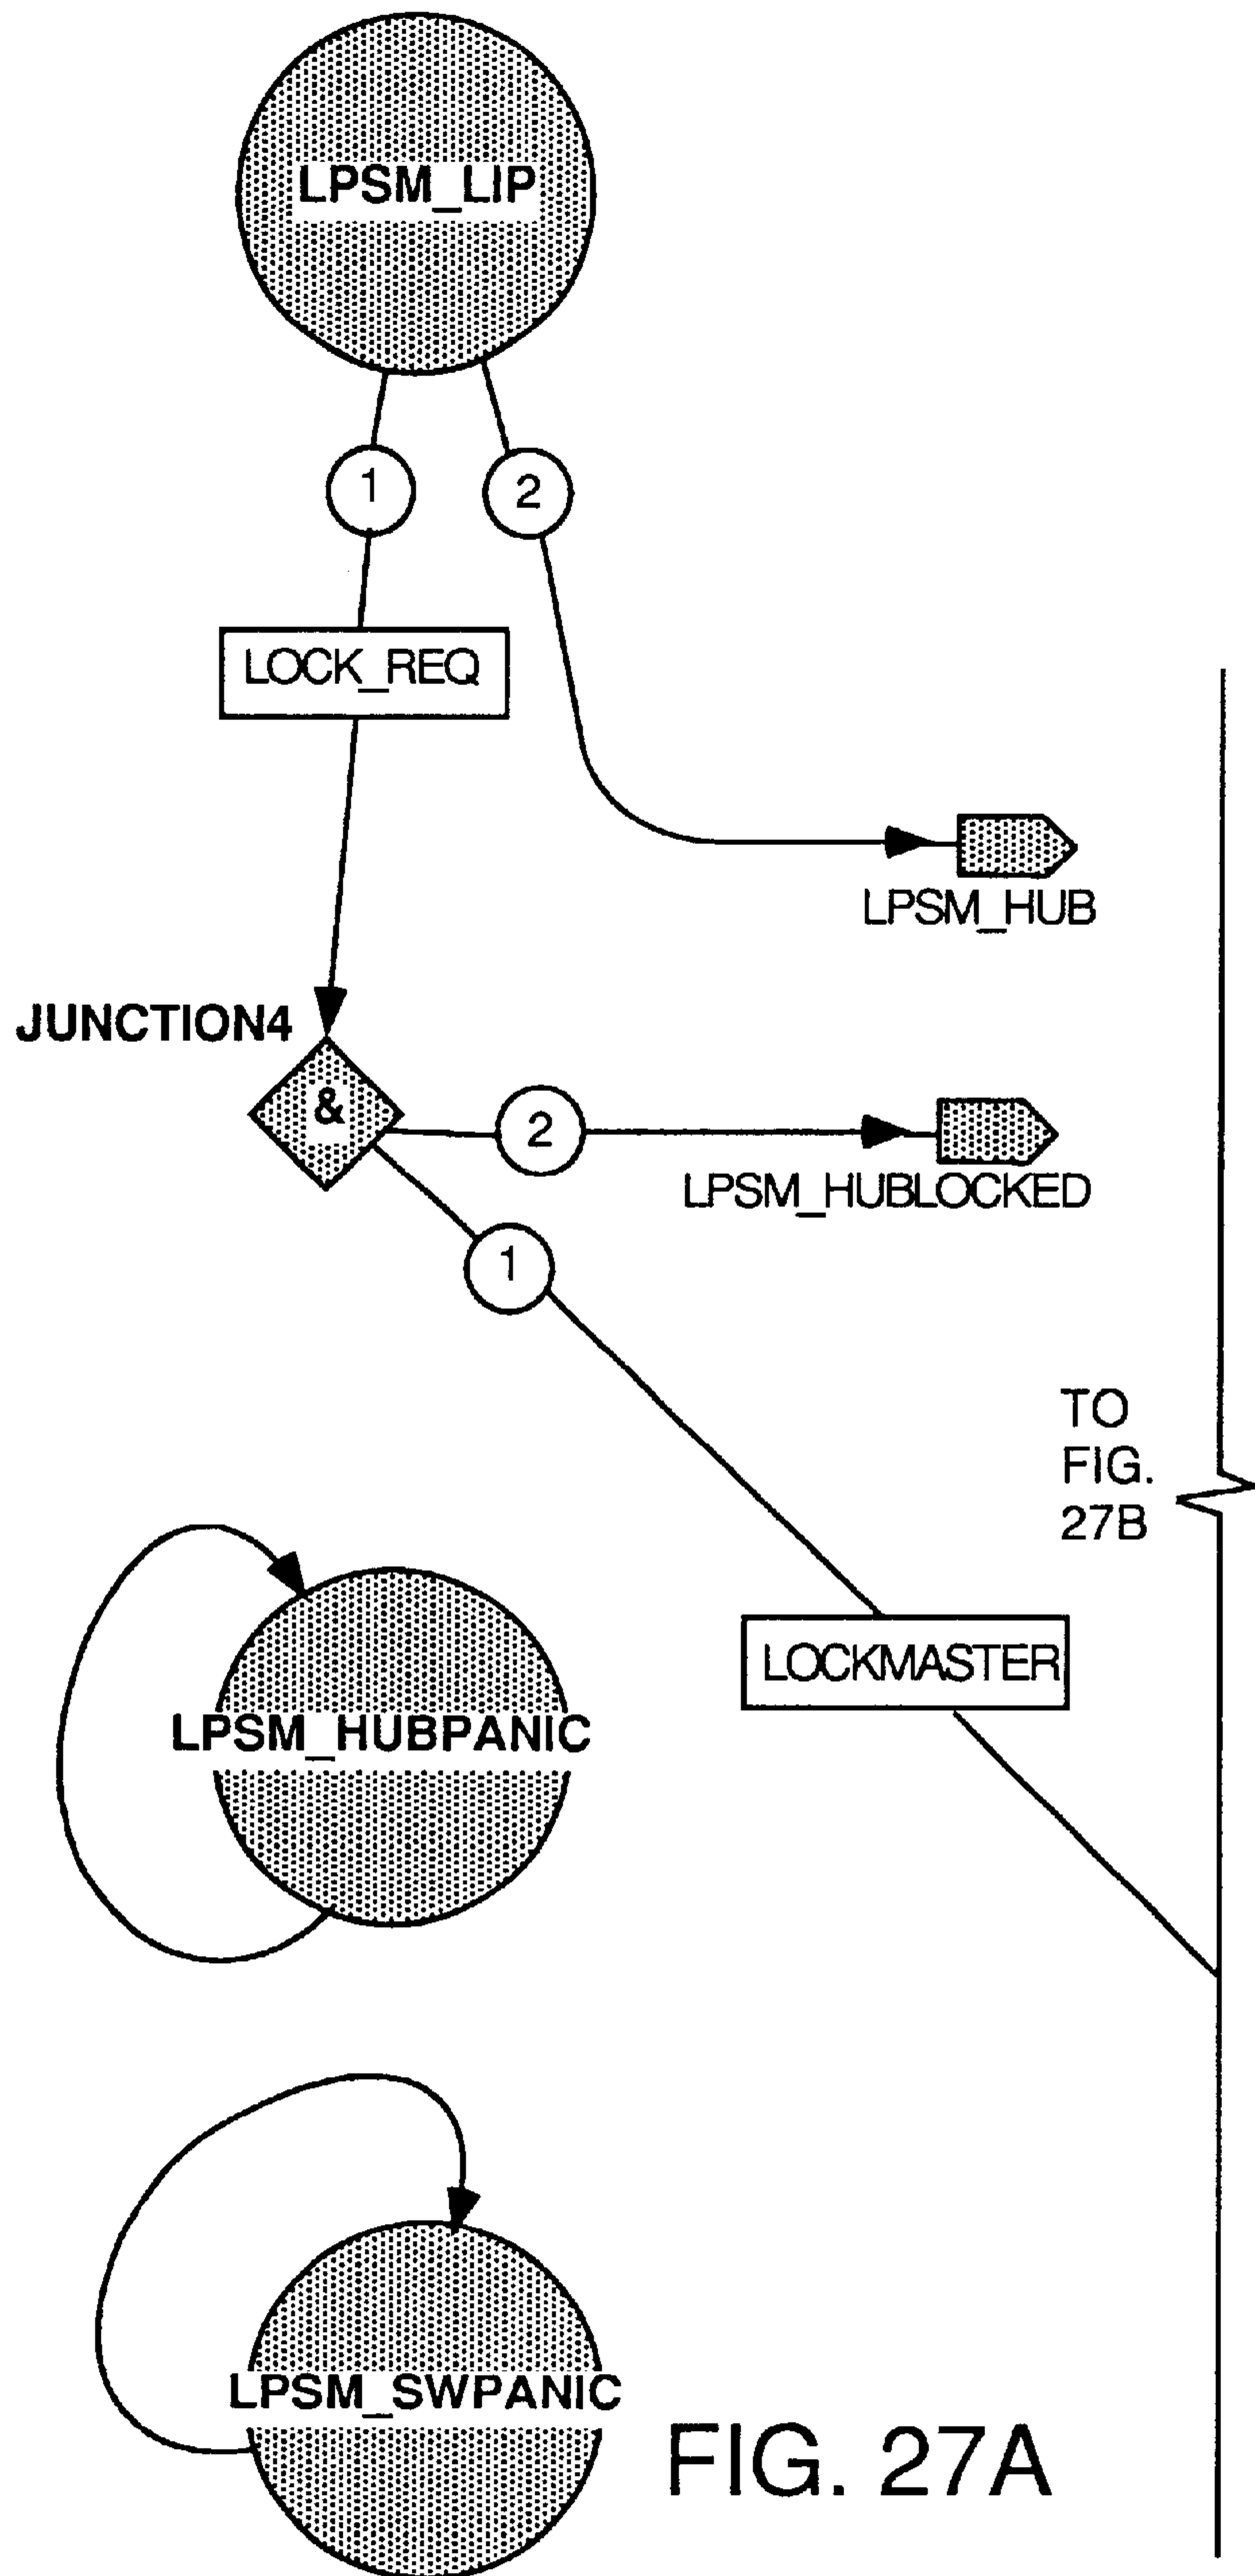 LPSM_LIP
1
2
LOCK_REQ
LPSM_HUB
JUNCTION4
&
2
LPSM_HUBLOCKED
1
TO
FIG.
27B
LOCKMASTER
LPSM_HUBPANIC
LPSM_SWPANIC
FIG. 27A